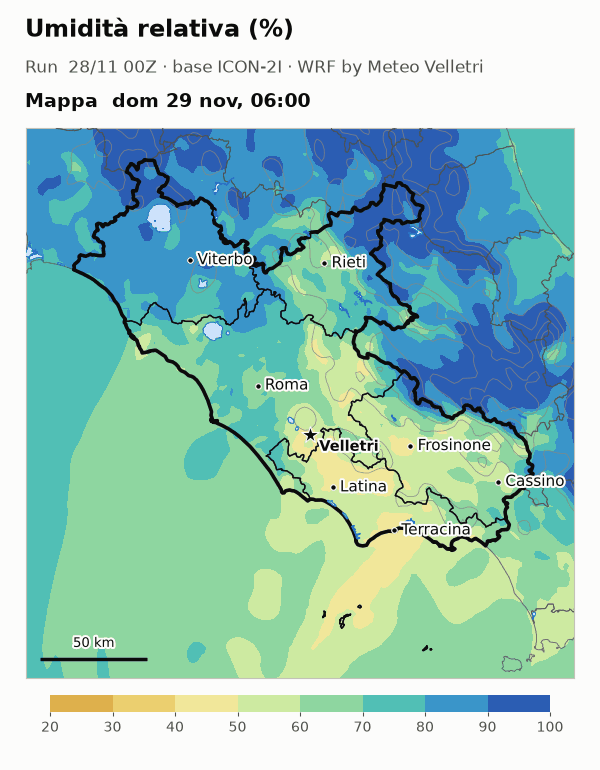 Umidità relativa (%)
Run  28/11 00Z · base ICON-2I · WRF by Meteo Velletri
Mappa  dom 29 nov, 06:00
Viterbo
Rieti
Roma
Velletri
Frosinone
Cassino
Latina
Terracina
50 km
20 30 40 50 60 70 80 90 100